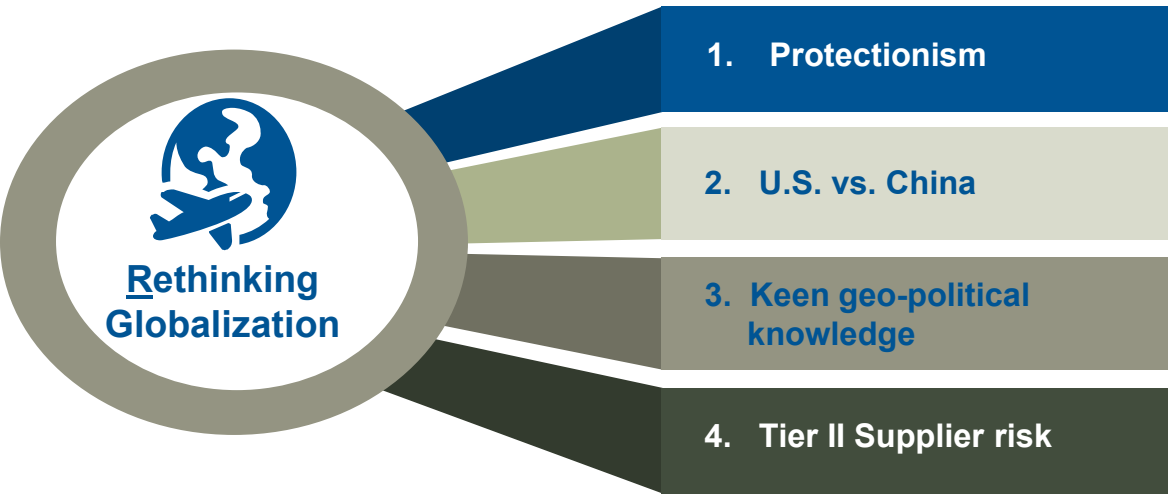 Rethinking
Globalization
1. Protectionism
2. U.S. vs. China
3. Keen geo-political
knowledge
4. Tier II Supplier risk